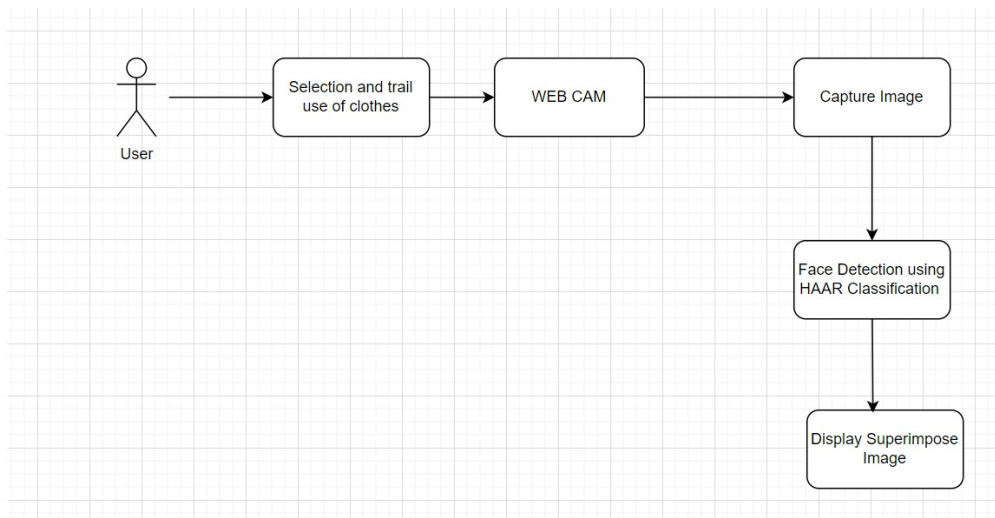 Selection and trail
use of clothes
WEB CAM
Capture Image
User
Face Detection using
HAAR Classification
Display Superimpose
Image